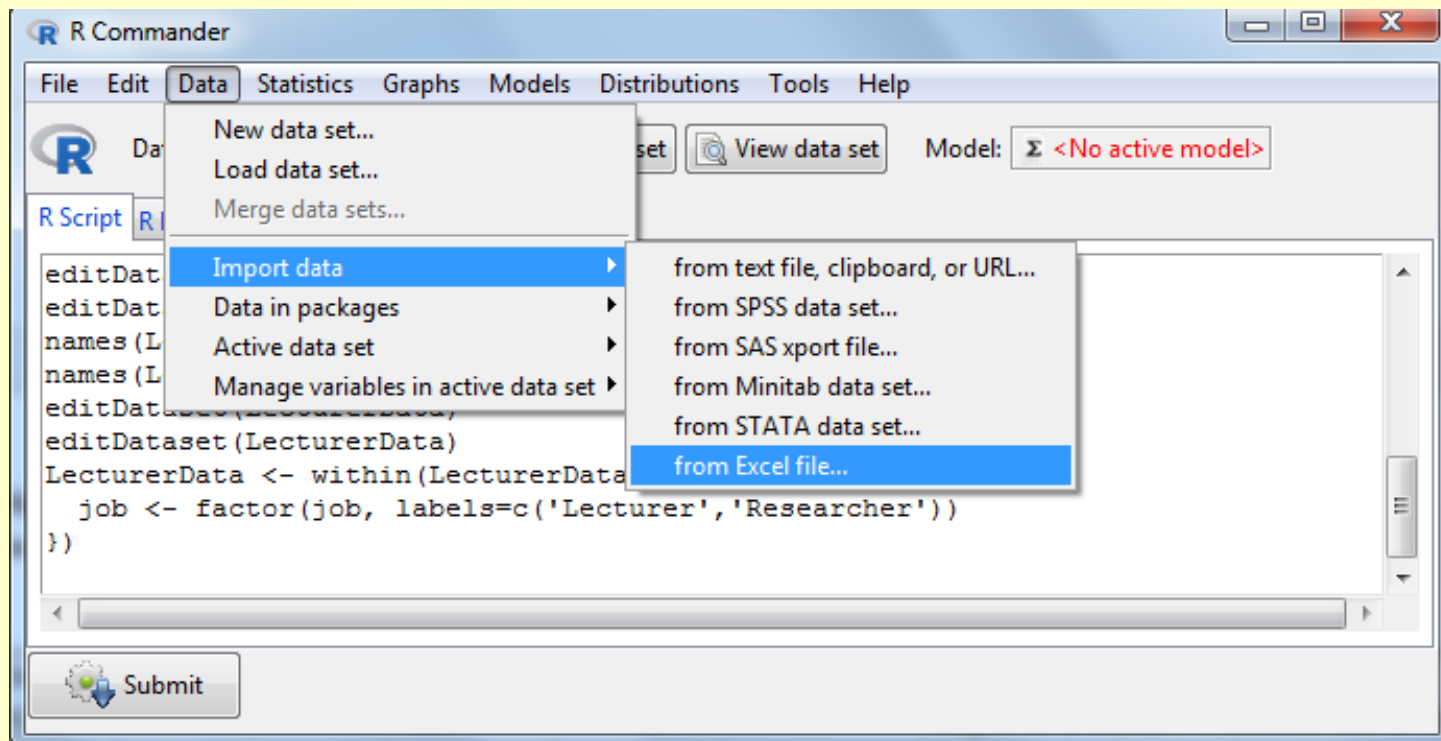 R Commander
File Edit Data Statistics Graphs Models Distributions Tools Help
New data set...
Load data set...
Merge data sets...
Import data
Data in packages
Active data set
Manage variables in active data set
from text file, clipboard, or URL...
from SPSS data set...
from SAS xport file...
from Minitab data set...
from STATA data set...
from Excel file...
R Da set View data set Model: Σ <No active model>
R Script R
editDat
editDat
names(L
names(L
editDataset(LecturerData)
editDataset(LecturerData)
LecturerData <- within(LecturerData
job <- factor(job, labels=c('Lecturer','Researcher'))
})
Submit